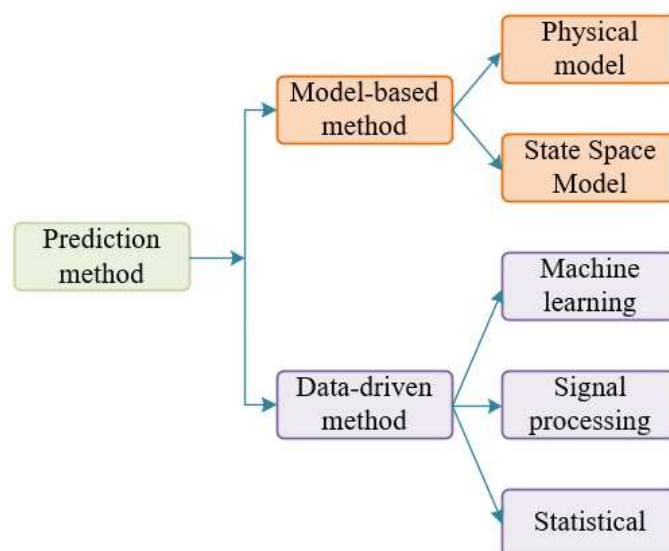 Prediction
method
Model-based
method
Physical
model
State Space
Model
Data-driven
method
Machine
learning
Signal
processing
Statistical